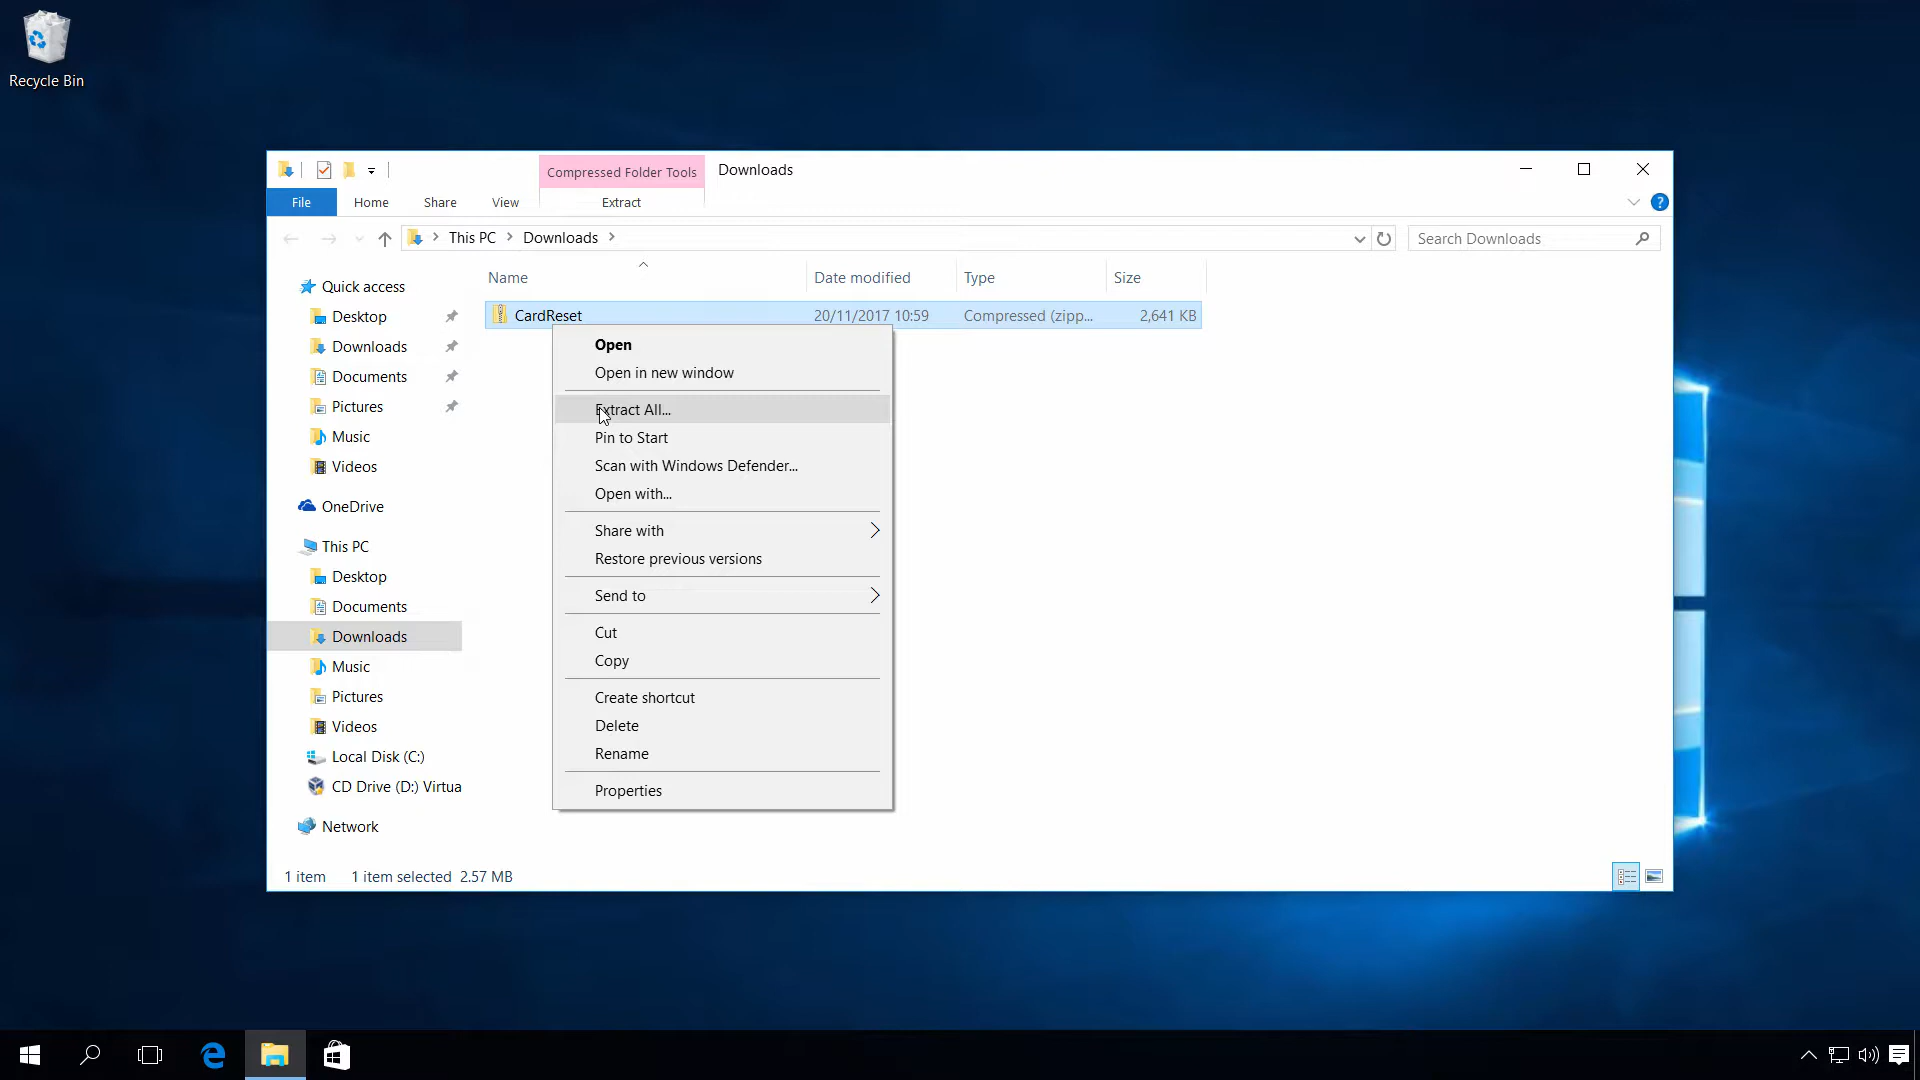 Recycle Bin
Compressed Folder Tools
Downloads
File
Home
Share
View
Extract
This PC
Downloads
Search Downloads
Name
Date modified
Type
Size
Quick access
Desktop
Downloads
Documents
Pictures
Music
Videos
OneDrive
This PC
Desktop
Documents
Downloads
Music
Pictures
Videos
Local Disk (C:)
CD Drive (D:) Virtua
Network
CardReset
20/11/2017 10:59
Compressed (zipp...
2,641 KB
Open
Open in new window
Extract All...
Pin to Start
Scan with Windows Defender...
Open with...
Share with
Restore previous versions
Send to
Cut
Copy
Create shortcut
Delete
Rename
Properties
1 item
1 item selected 2.57 MB